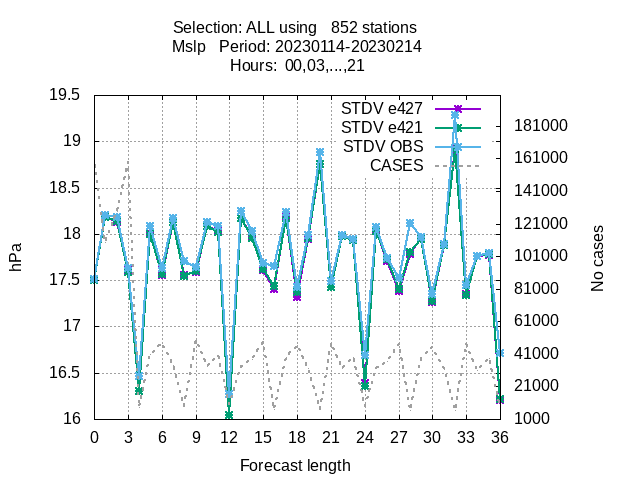 Selection: ALL using   852 stations
Mslp   Period: 20230114-20230214
Hours:  00,03,...,21
STDV e427
STDV e421
STDV OBS
CASES
19.5
19
18.5
18
17.5
17
16.5
16
hPa
181000
161000
141000
121000
101000
81000
61000
41000
21000
1000
No cases
0 3 6 9 12 15 18 21 24 27 30 33 36
Forecast length